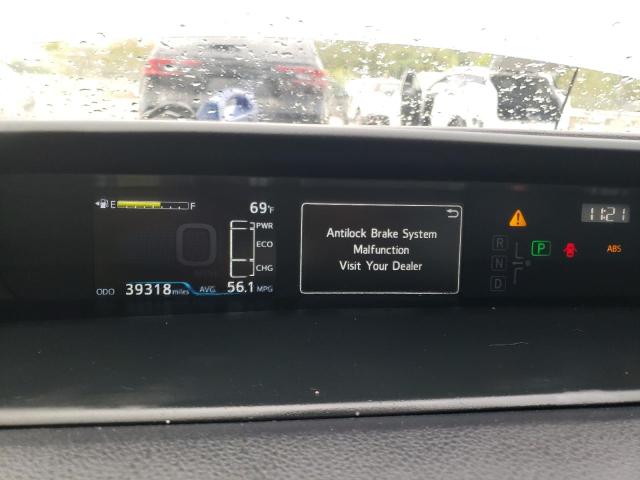 E F
69°F
PWR
ECO
CHG
ODO 39318 miles AVG. 56.1 MPG
Antilock Brake System
Malfunction
Visit Your Dealer
11:21
R
N
D
P
ABS